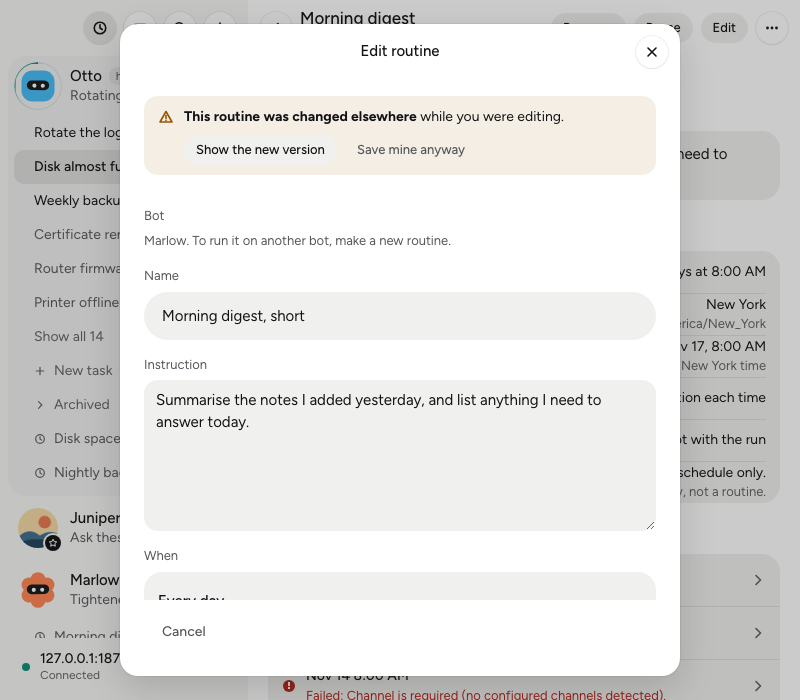 Morning digest
Edit
Otto
Rotating
Rotate the log
Disk almost fu
Weekly backu
Certificate rer
Router firmwa
Printer offline
Show all 14
New task
Archived
Disk space
Nightly ba
Juniper
Ask thes
Marlow
Tightene
Morning di
127.0.0.1:187
Connected
Edit routine
This routine was changed elsewhere while you were editing.
Show the new version
Save mine anyway
Bot
Marlow. To run it on another bot, make a new routine.
Name
Morning digest, short
Instruction
Summarise the notes I added yesterday, and list anything I need to
answer today.
When
Every day
Cancel
need to
ys at 8:00 AM
New York
erica/New_York
v 17, 8:00 AM
New York time
tion each time
ot with the run
schedule only.
y, not a routine.
Nov 14 8:00 AM
Failed: Channel is required (no configured channels detected).